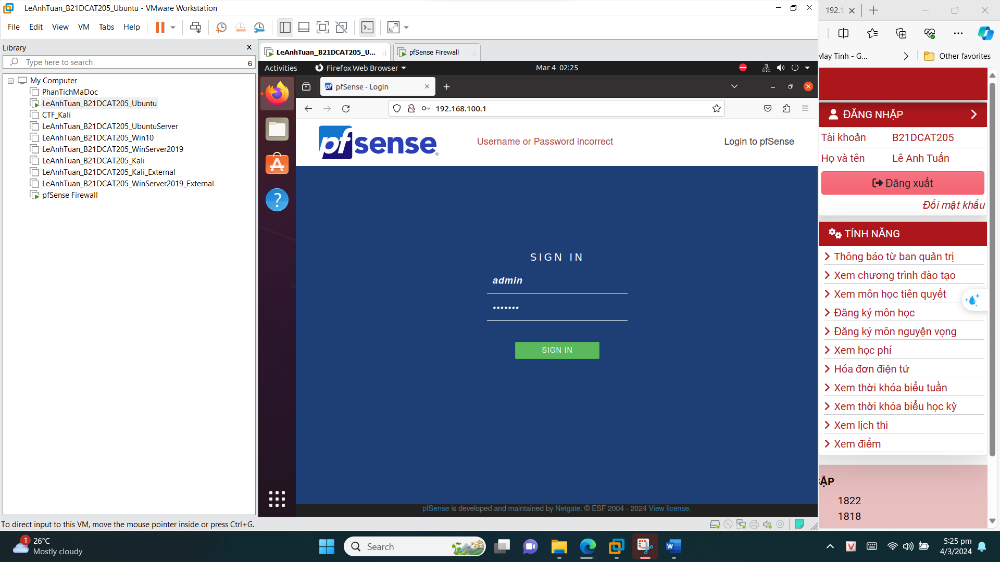 LeAnhTuan_B21DCAT205_Ubuntu - VMware Workstation
File Edit View VM Tabs Help
Library
Type here to search
6
My Computer
PhanTichMaDoc
LeAnhTuan_B21DCAT205_Ubuntu
CTF_Kali
LeAnhTuan_B21DCAT205_UbuntuServer
LeAnhTuan_B21DCAT205_Win10
LeAnhTuan_B21DCAT205_WinServer2019
LeAnhTuan_B21DCAT205_Kali
LeAnhTuan_B21DCAT205_Kali_External
LeAnhTuan_B21DCAT205_WinServer2019_External
pfSense Firewall
LeAnhTuan_B21DCAT205_U...
pfSense Firewall
Activities Firefox Web Browser Mar 4 02:25
pfSense - Login
192.168.100.1
pfsense
Username or Password incorrect
Login to pfSense
SIGN IN
admin
•••••••
SIGN IN
pfSense is developed and maintained by Netgate. © ESF 2004 - 2024 View license.
To direct input to this VM, move the mouse pointer inside or press Ctrl+G.
192.1
May Tinh - G...
Other favorites
ĐĂNG NHẬP
Tài khoản B21DCAT205
Họ và tên Lê Anh Tuấn
Đăng xuất
Đổi mật khẩu
TÍNH NĂNG
Thông báo từ ban quản trị
Xem chương trình đào tạo
Xem môn học tiên quyết
Đăng ký môn học
Đăng ký môn nguyện vọng
Xem học phí
Hóa đơn điện tử
Xem thời khóa biểu tuần
Xem thời khóa biểu học kỳ
Xem lịch thi
Xem điểm
CẬP
1822
1818
1
26°C
Mostly cloudy
Search
5:25 pm
4/3/2024